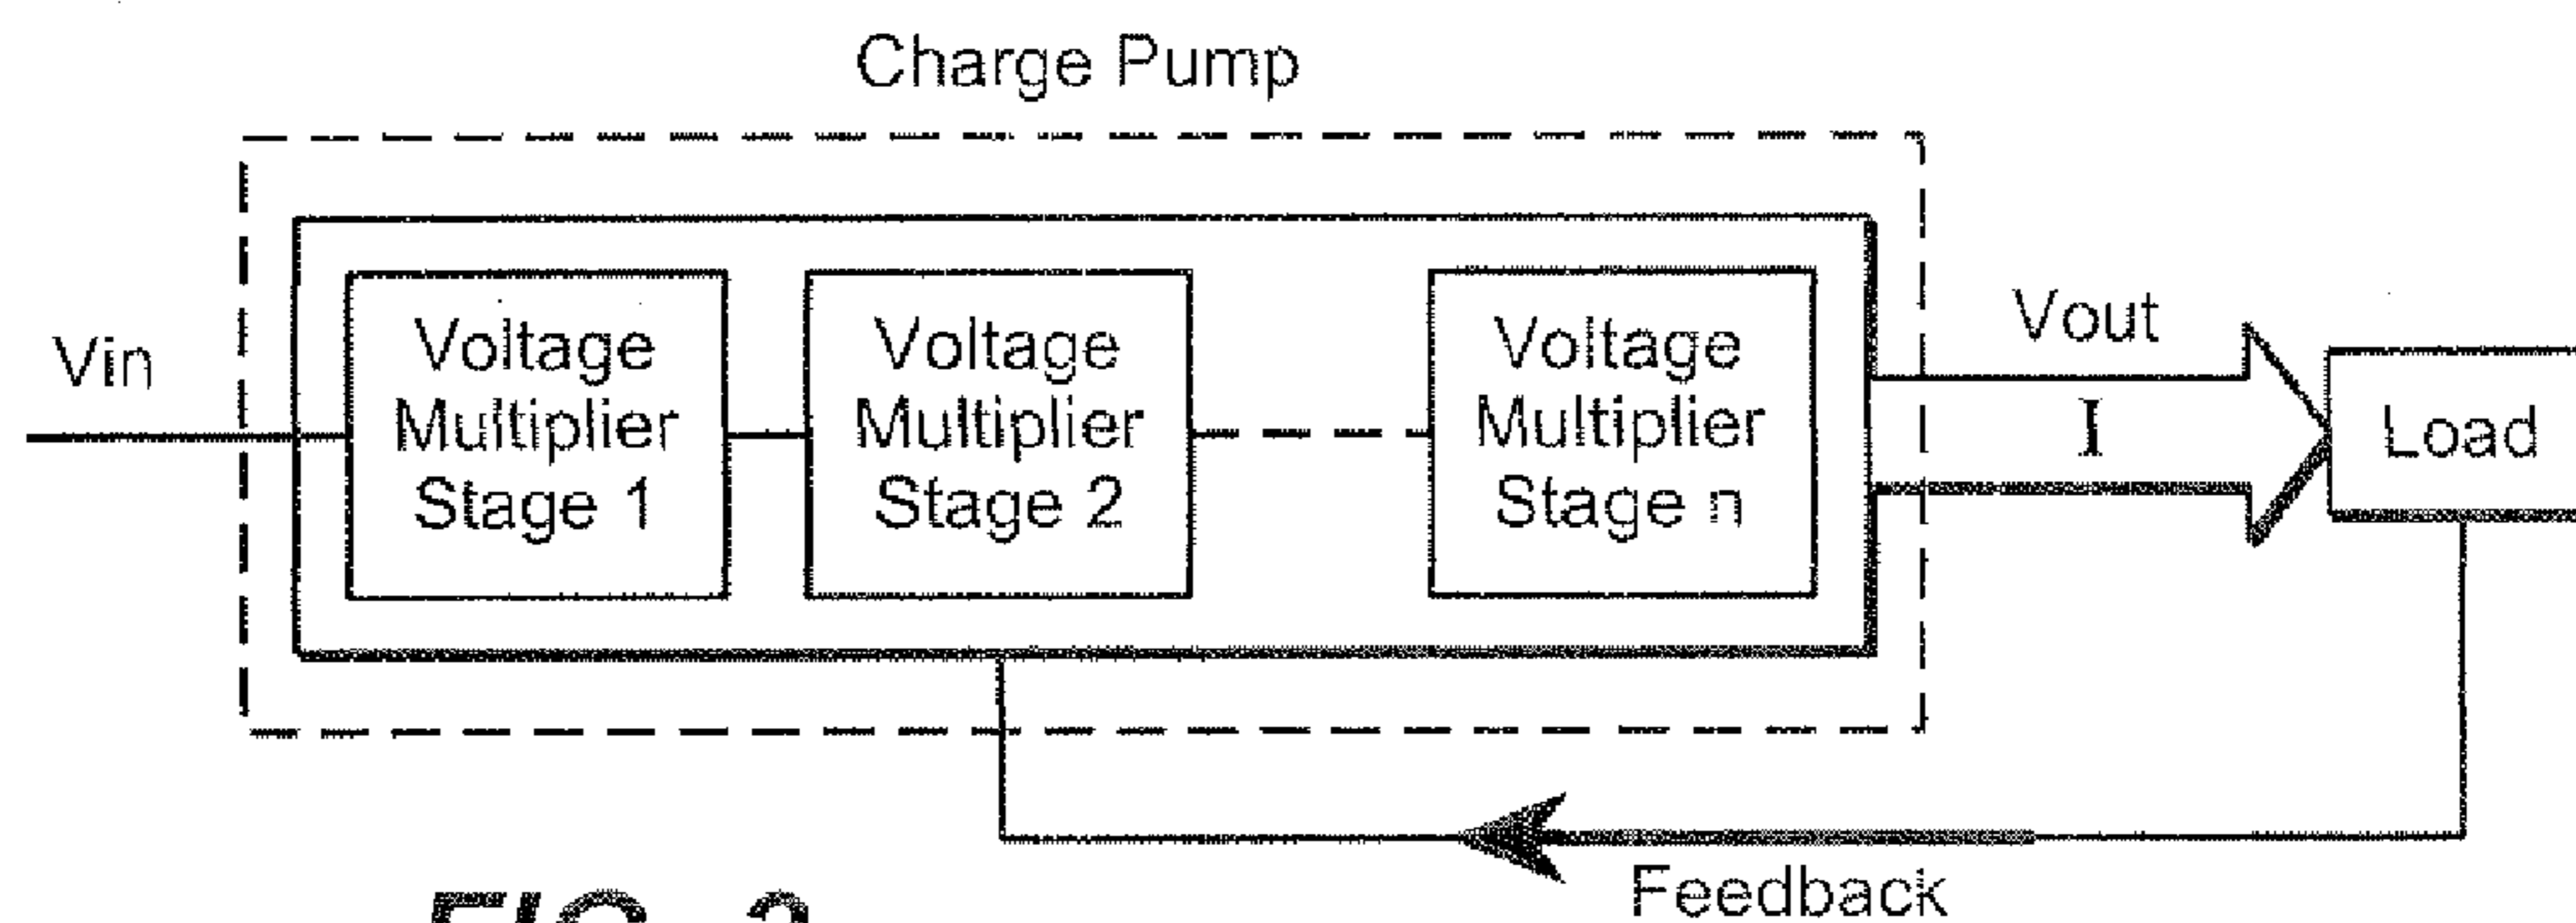 Charge Pump
Vin
Voltage
Multiplier
Stage 1
Voltage
Multiplier
Stage 2
Voltage
Multiplier
Stage n
Vout
I
Load
Feedback